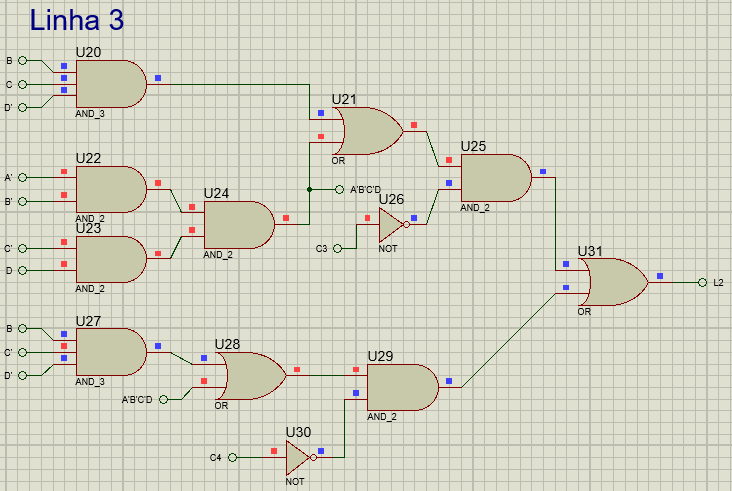 Linha 3
U20
B
C
D'
AND_3
U21
OR
U22
A'
B'
AND_2
U23
C'
D
AND_2
U24
AND_2
A'B'C'D
U25
AND_2
U26
C3
NOT
U31
OR
L2
U27
B
C'
D'
AND_3
U28
A'B'C'D
OR
U29
AND_2
U30
C4
NOT